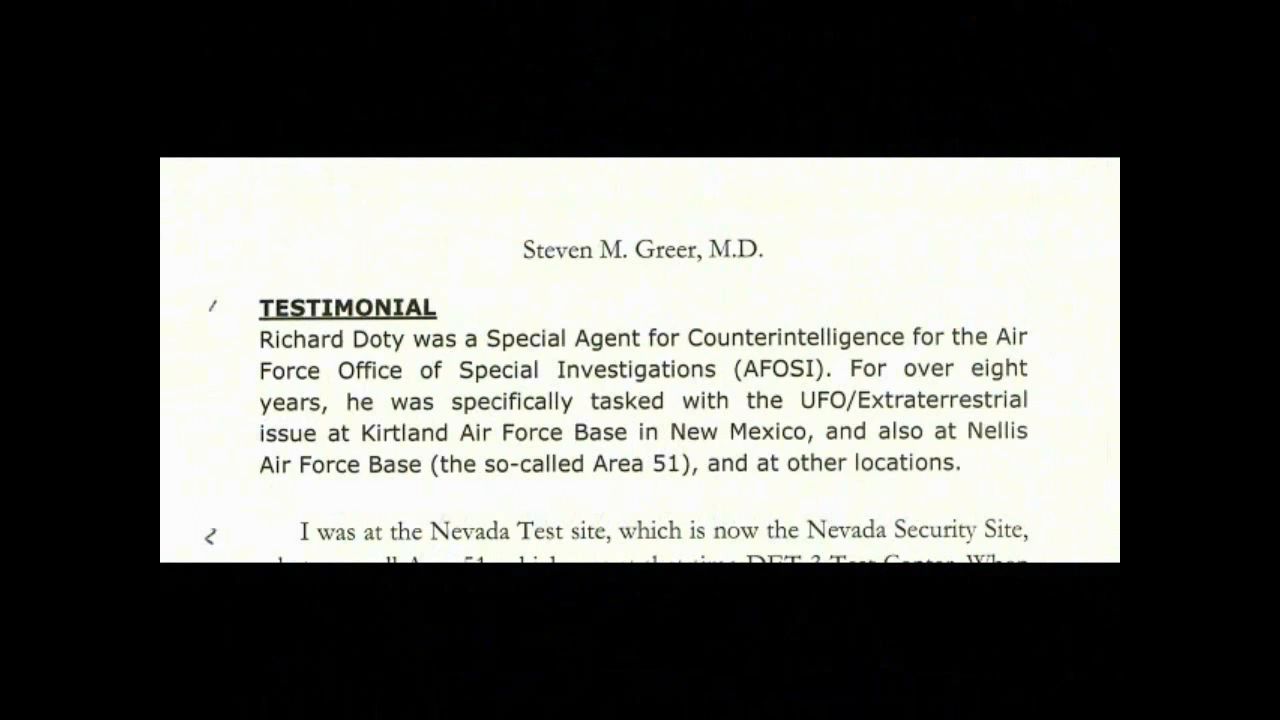 Steven M. Greer, M.D.
TESTIMONIAL
Richard Doty was a Special Agent for Counterintelligence for the Air
Force Office of Special Investigations (AFOSI). For over eight
years, he was specifically tasked with the UFO/Extraterrestrial
issue at Kirtland Air Force Base in New Mexico, and also at Nellis
Air Force Base (the so-called Area 51), and at other locations.
I was at the Nevada Test site, which is now the Nevada Security Site,